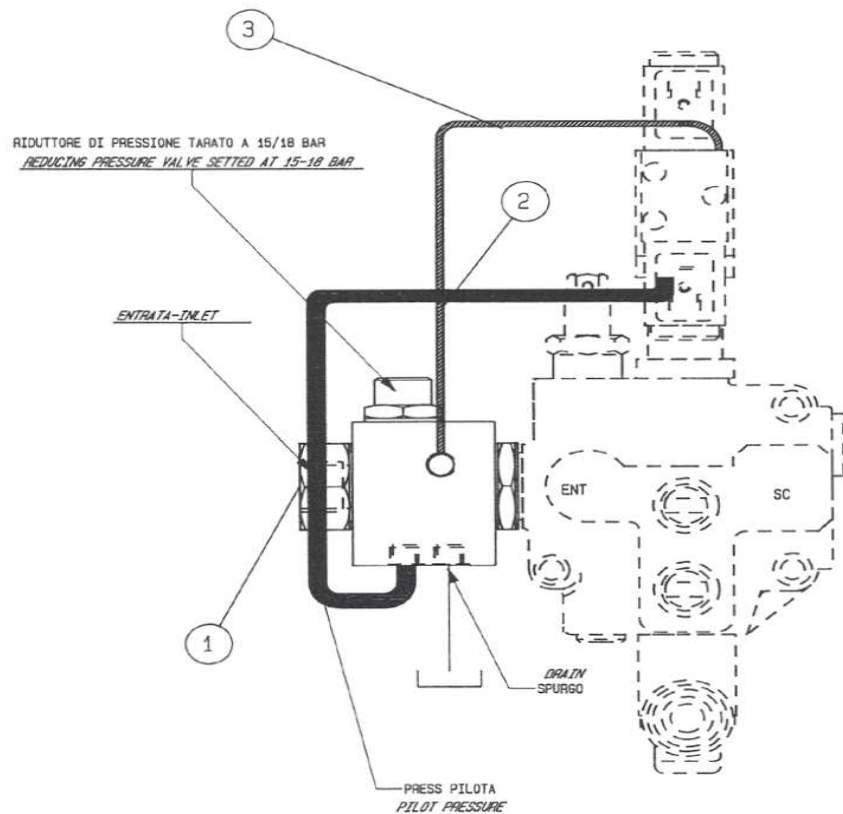 3
RIDUTTORE DI PRESSIONE TARATO A 15/18 BAR
REDUCING PRESSURE VALVE SETTED AT 15-18 BAR
2
ENTRATA-INLET
ENT
SC
1
DRAIN
SPURGO
PRESS PILOTA
PILOT PRESSURE